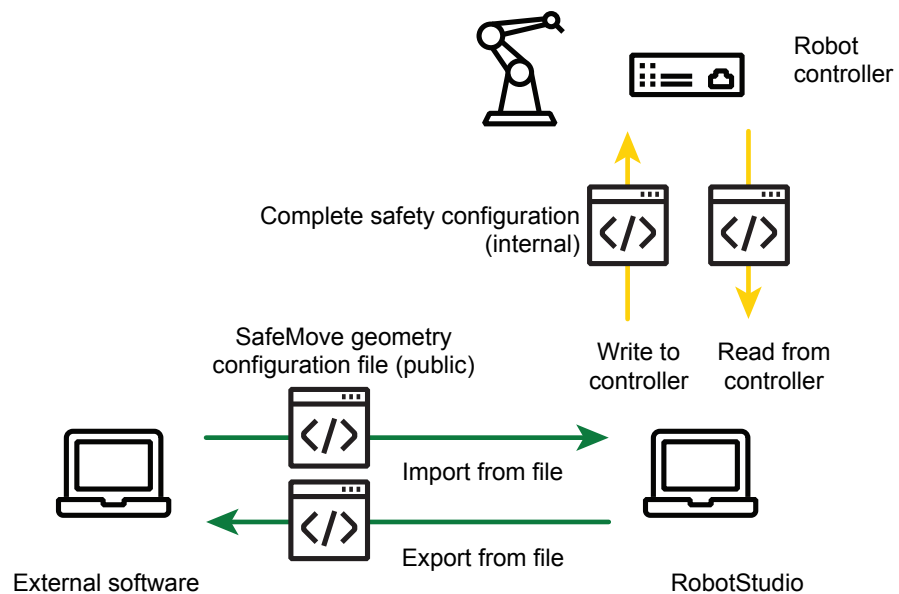 Robot
controller
Complete safety configuration
(internal)
</>
</>
SafeMove geometry
configuration file (public)
Write to
controller
Read from
controller
</>
Import from file
</>
Export from file
External software
RobotStudio